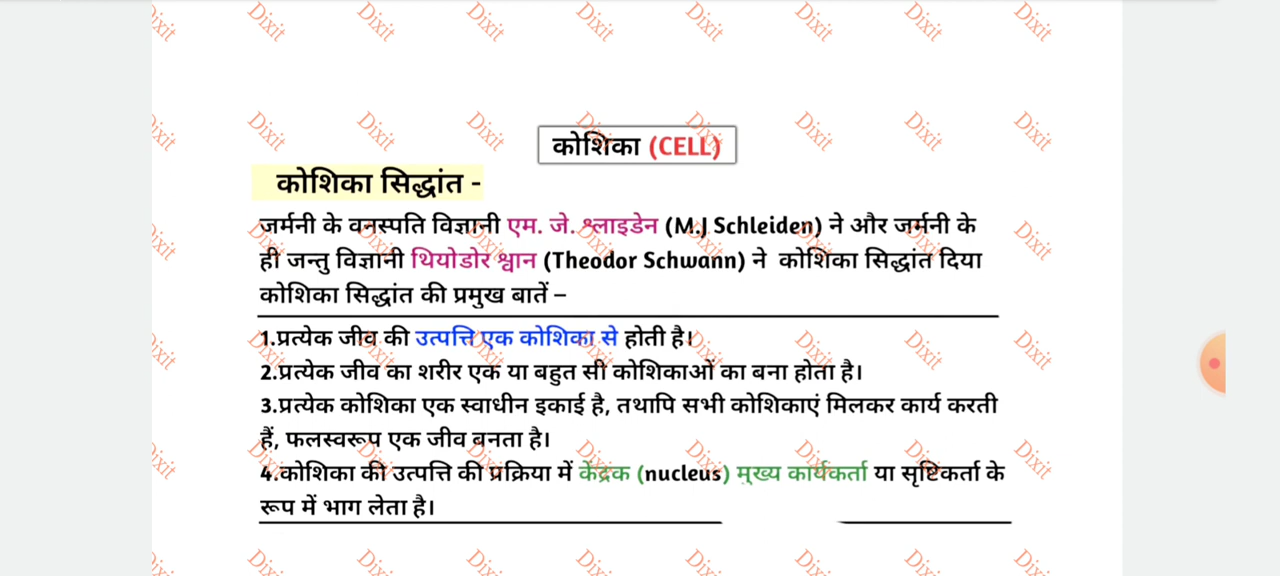 कोशिका (CELL)
कोशिका सिद्धांत -
जर्मनी के वनस्पति विज्ञानी एम. जे. श्लाइडेन (M.J Schleiden) ने और जर्मनी के
ही जन्तु विज्ञानी थियोडोर श्वान (Theodor Schwann) ने कोशिका सिद्धांत दिया
कोशिका सिद्धांत की प्रमुख बातें –
1.प्रत्येक जीव की उत्पत्ति एक कोशिका से होती है।
2.प्रत्येक जीव का शरीर एक या बहुत सी कोशिकाओं का बना होता है।
3.प्रत्येक कोशिका एक स्वाधीन इकाई है, तथापि सभी कोशिकाएं मिलकर कार्य करती
हैं, फलस्वरूप एक जीव बनता है।
4.कोशिका की उत्पत्ति की प्रक्रिया में केंद्रक (nucleus) मुख्य कार्यकर्ता या सृष्टिकर्ता के
रूप में भाग लेता है।
Dixit